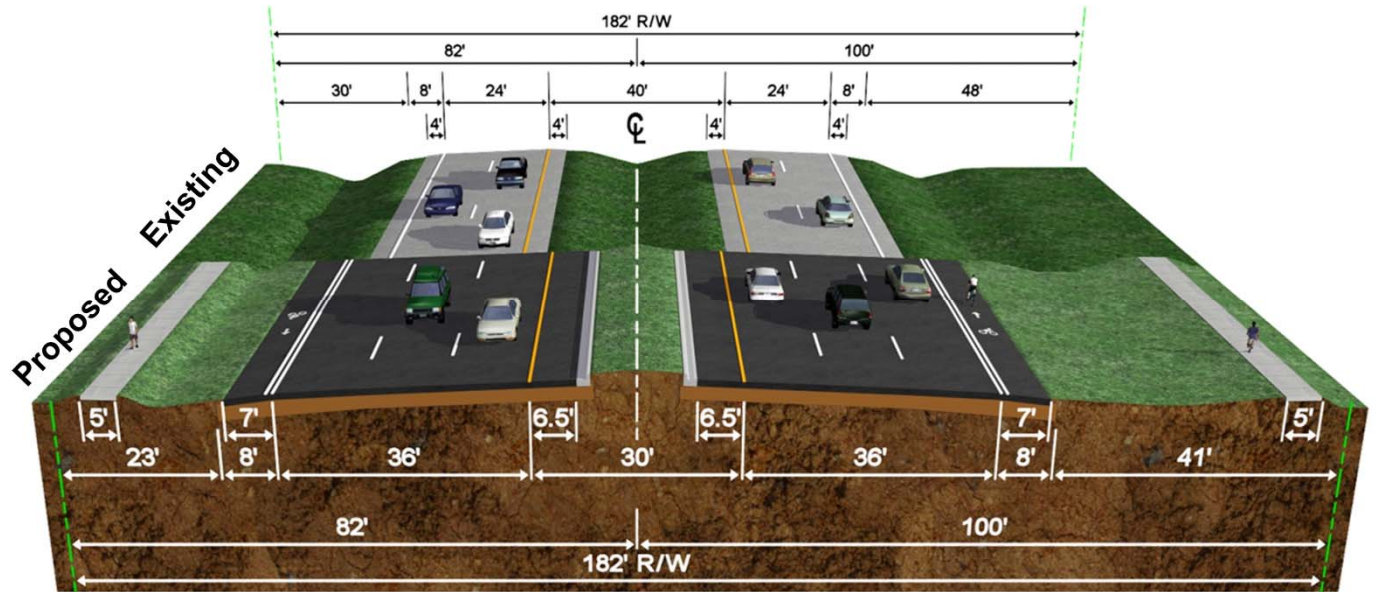 182' R/W
82' 100'
30' 8' 24' 40' 24' 8' 48'
4' 4' ℄ 4' 4'
Existing
Proposed
5' 7' 6.5' 6.5' 7' 5'
23' 8' 36' 30' 36' 8' 41'
82' 100'
182' R/W